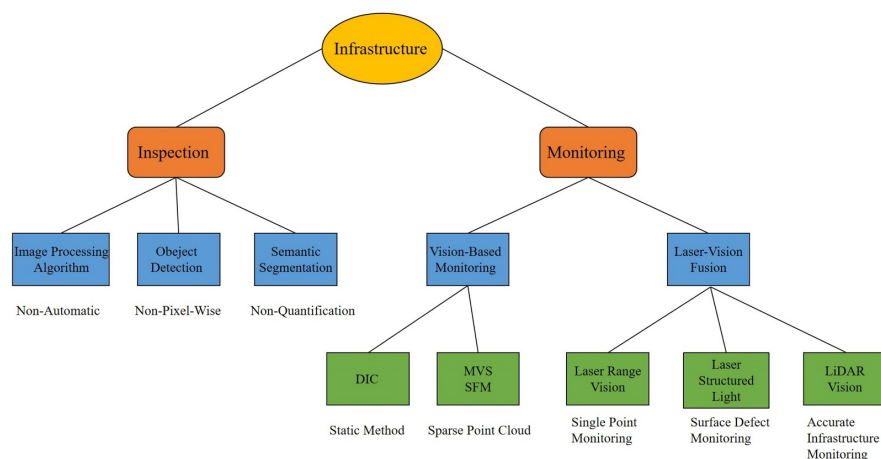 Infrastructure
Inspection
Monitoring
Image Processing
Algorithm
Obeject
Detection
Semantic
Segmentation
Vision-Based
Monitoring
Laser-Vision
Fusion
Non-Automatic
Non-Pixel-Wise
Non-Quantification
DIC
MVS
SFM
Laser Range
Vision
Laser
Structured
Light
LiDAR
Vision
Static Method
Sparse Point Cloud
Single Point
Monitoring
Surface Defect
Monitoring
Accurate
Infrastructure
Monitoring